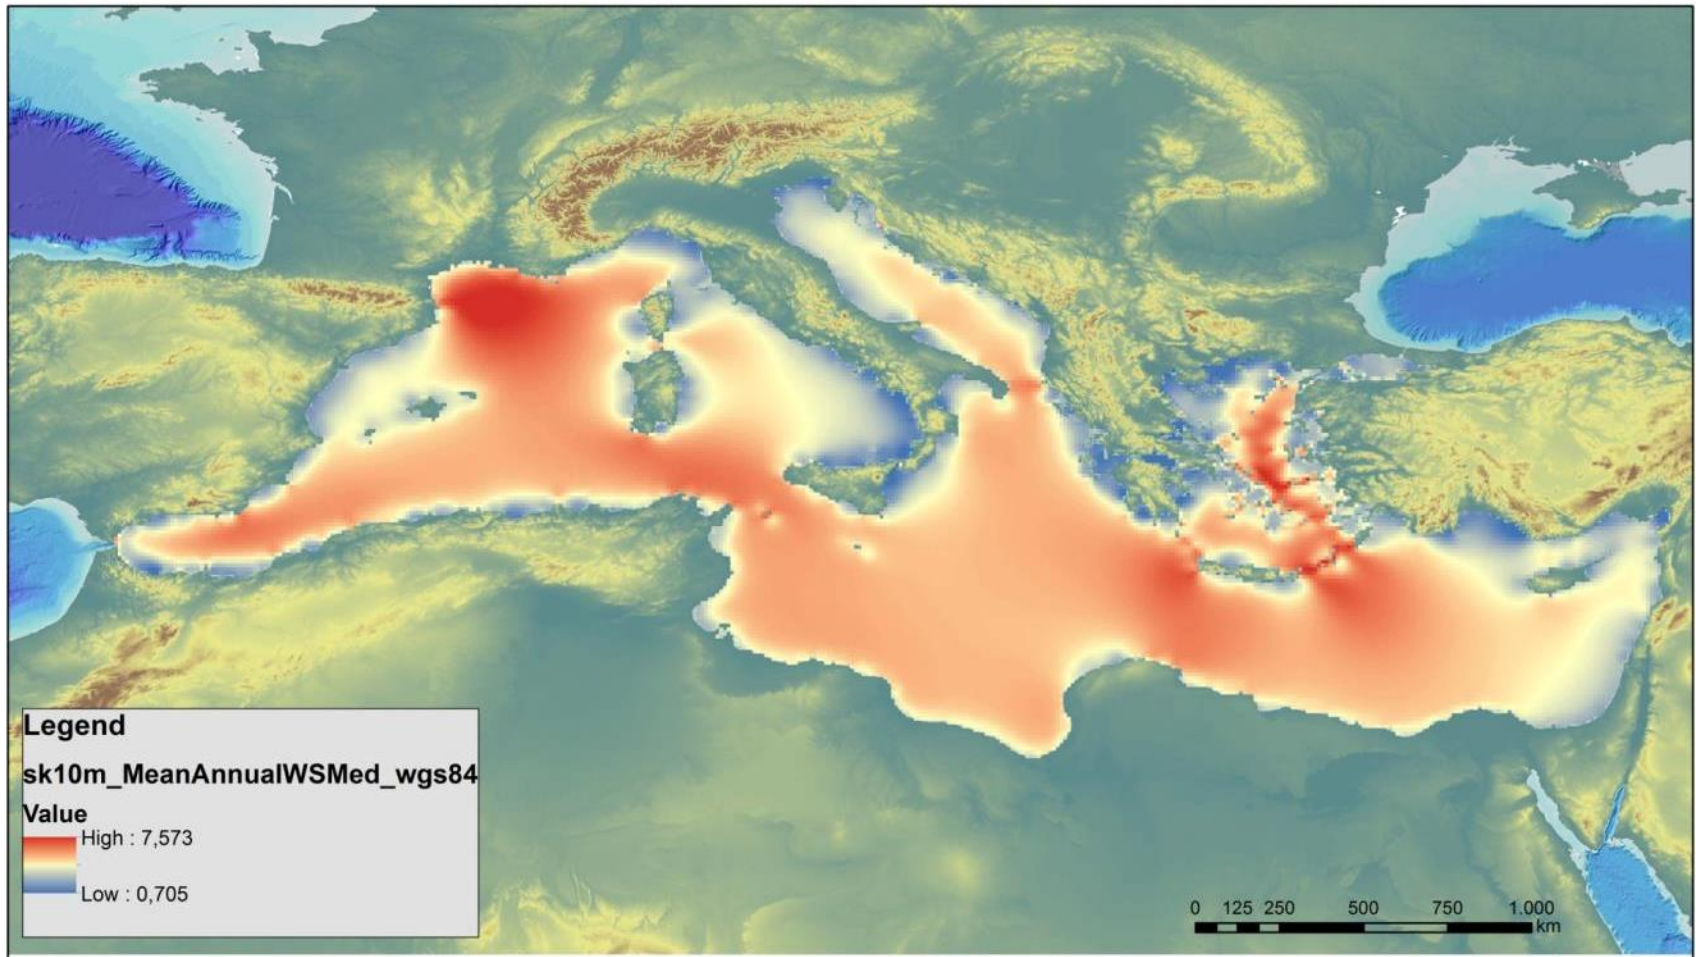 Legend
sk10m_MeanAnnualWSMed_wgs84
Value
High : 7,573
Low : 0,705
0 125 250 500 750 1.000
km